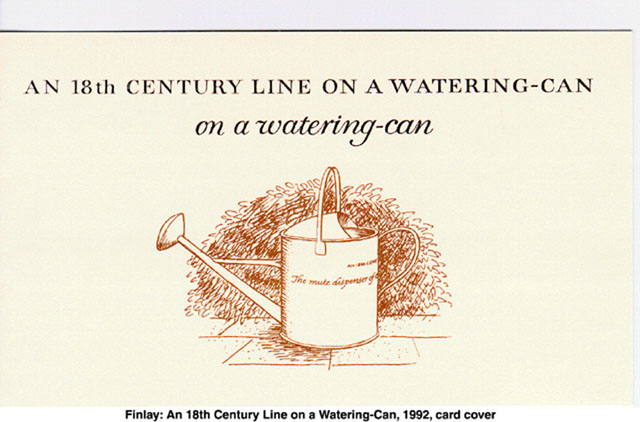 AN 18th CENTURY LINE ON A WATERING-CAN
on a watering-can
The mute dispenser of
Finlay: An 18th Century Line on a Watering-Can, 1992, card cover